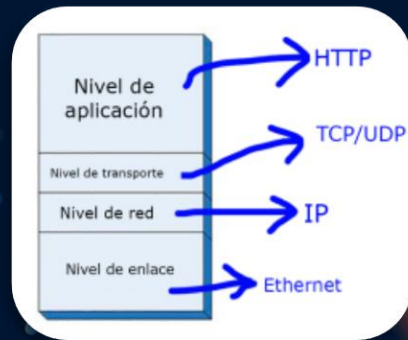 Nivel de
aplicación
HTTP
Nivel de transporte
TCP/UDP
Nivel de red
IP
Nivel de enlace
Ethernet